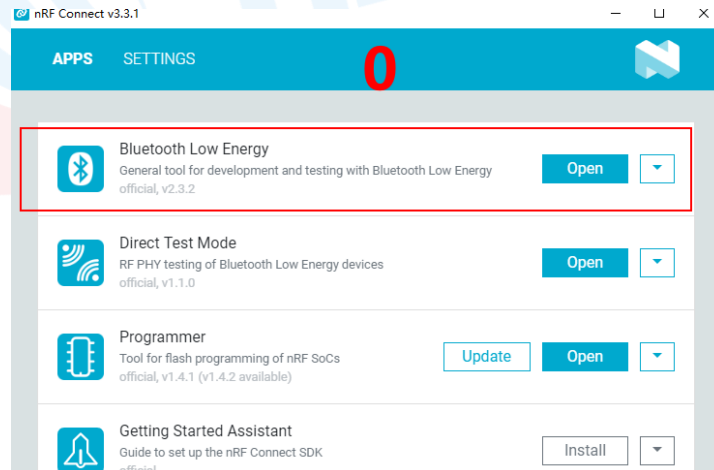 nRF Connect v3.3.1
APPS SETTINGS
0
Bluetooth Low Energy
General tool for development and testing with Bluetooth Low Energy
official, v2.3.2
Open
Direct Test Mode
RF PHY testing of Bluetooth Low Energy devices
official, v1.1.0
Open
Programmer
Tool for flash programming of nRF SoCs
official, v1.4.1 (v1.4.2 available)
Update
Open
Getting Started Assistant
Guide to set up the nRF Connect SDK
official
Install